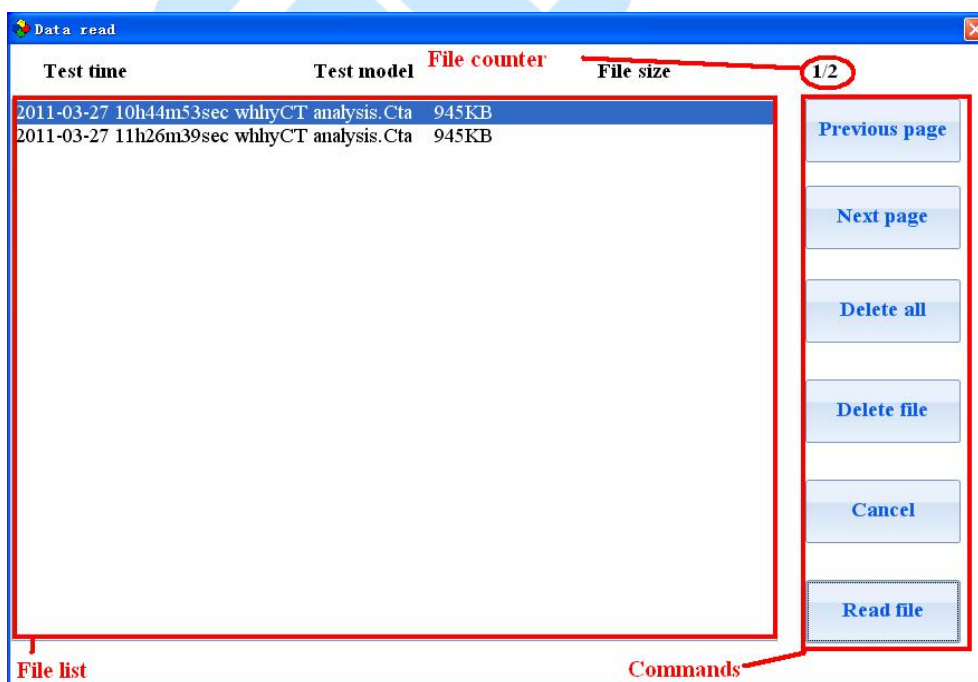 Data read
Test time Test model File counter File size 1/2
2011-03-27 10h44m53sec whhyCT analysis.Cta 945KB
2011-03-27 11h26m39sec whhyCT analysis.Cta 945KB
Previous page
Next page
Delete all
Delete file
Cancel
Read file
File list
Commands